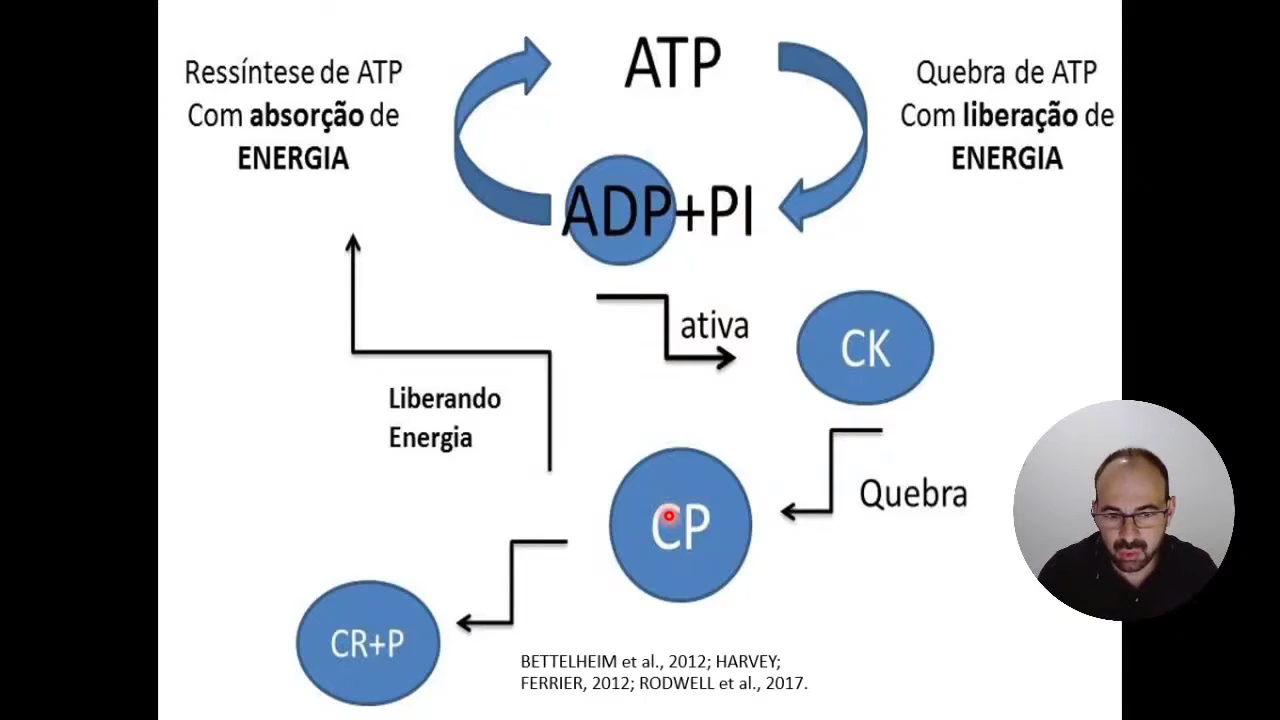 Ressíntese de ATP
Com absorção de
ENERGIA
ATP
Quebra de ATP
Com liberação de
ENERGIA
ADP+PI
ativa
CK
Liberando
Energia
Quebra
CP
CR+P
BETTELHEIM et al., 2012; HARVEY;
FERRIER, 2012; RODWELL et al., 2017.